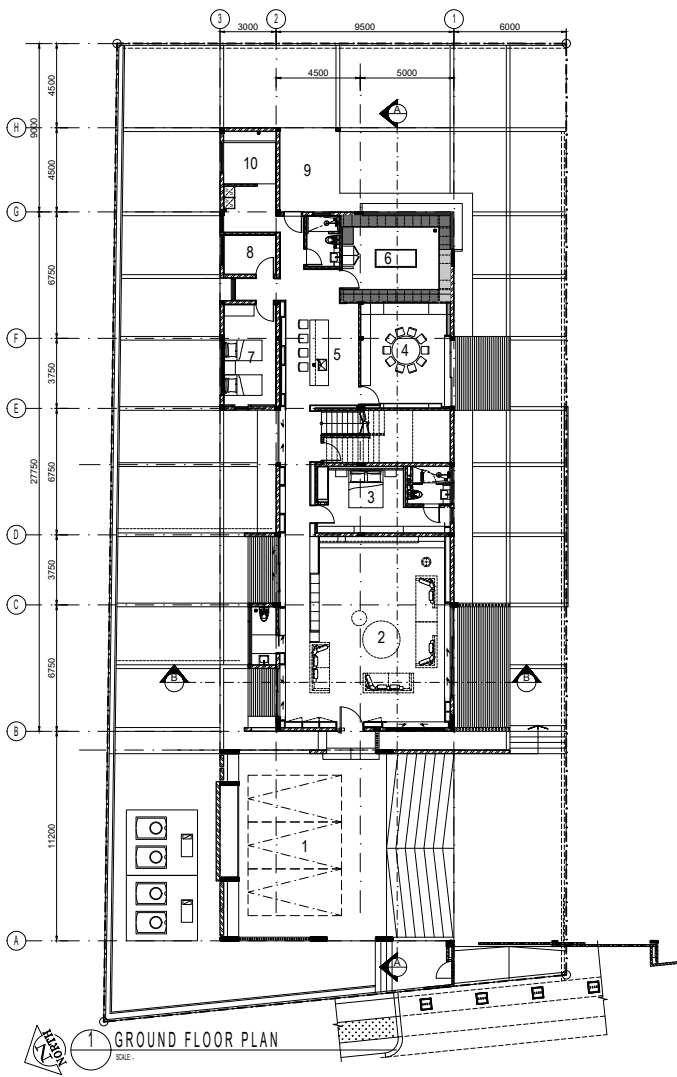 3 2 1
3000 9500 6000
4500 5000
4500
A
H
9000
10 9
4500
G
8 6
6750
F
7 5 4
3750
E
27750
6750
3
D
3750
C
2
6750
B B
B
1
11200
A
A
NORTH
N
1 GROUND FLOOR PLAN
SCALE: -